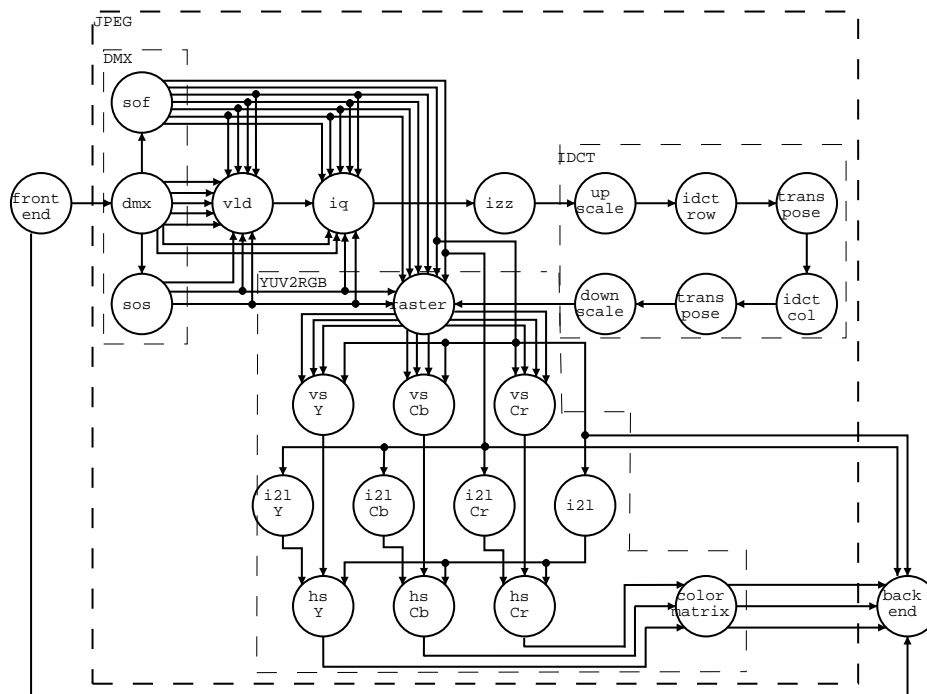 JPEG
DMX
sof
IDCT
front
end
dmx
vld
iq
izz
up
scale
idct
row
trans
pose
YUV2RGB
sos
raster
down
scale
trans
pose
idct
col
vs
Y
vs
Cb
vs
Cr
i2l
Y
i2l
Cb
i2l
Cr
i2l
hs
Y
hs
Cb
hs
Cr
color
matrix
back
end